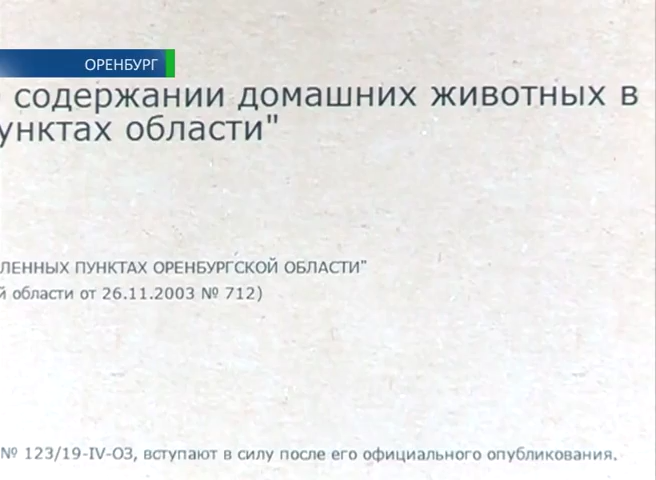 ОРЕНБУРГ
содержании домашних животных в
унктах области"
ЛЕННЫХ ПУНКТАХ ОРЕНБУРГСКОЙ ОБЛАСТИ"
й области от 26.11.2003 № 712)
№ 123/19-IV-ОЗ, вступают в силу после его официального опубликования.